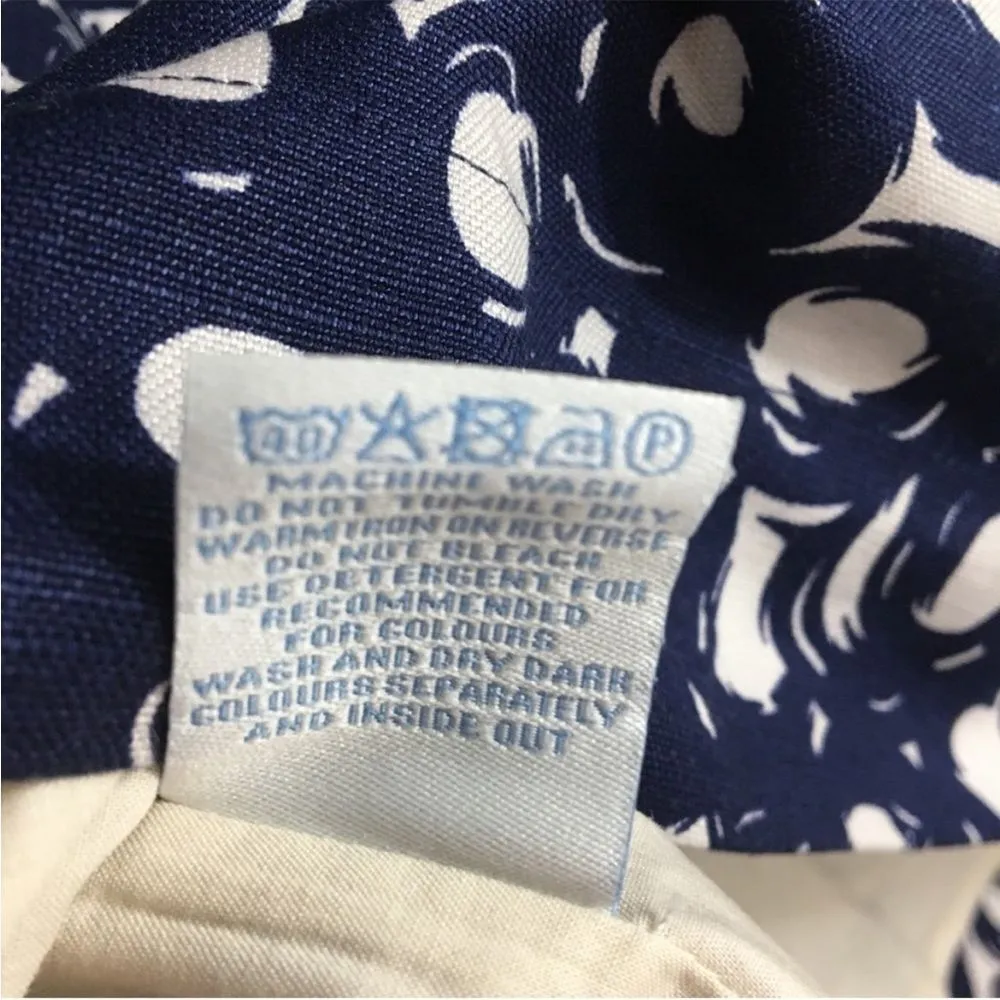 40 P
MACHINE WASH
DO NOT TUMBLE DRY
WARM IRON ON REVERSE
DO NOT BLEACH
USE DETERGENT FOR
RECOMMENDED
FOR COLOURS
WASH AND DRY DARK
COLOURS SEPARATELY
AND INSIDE OUT